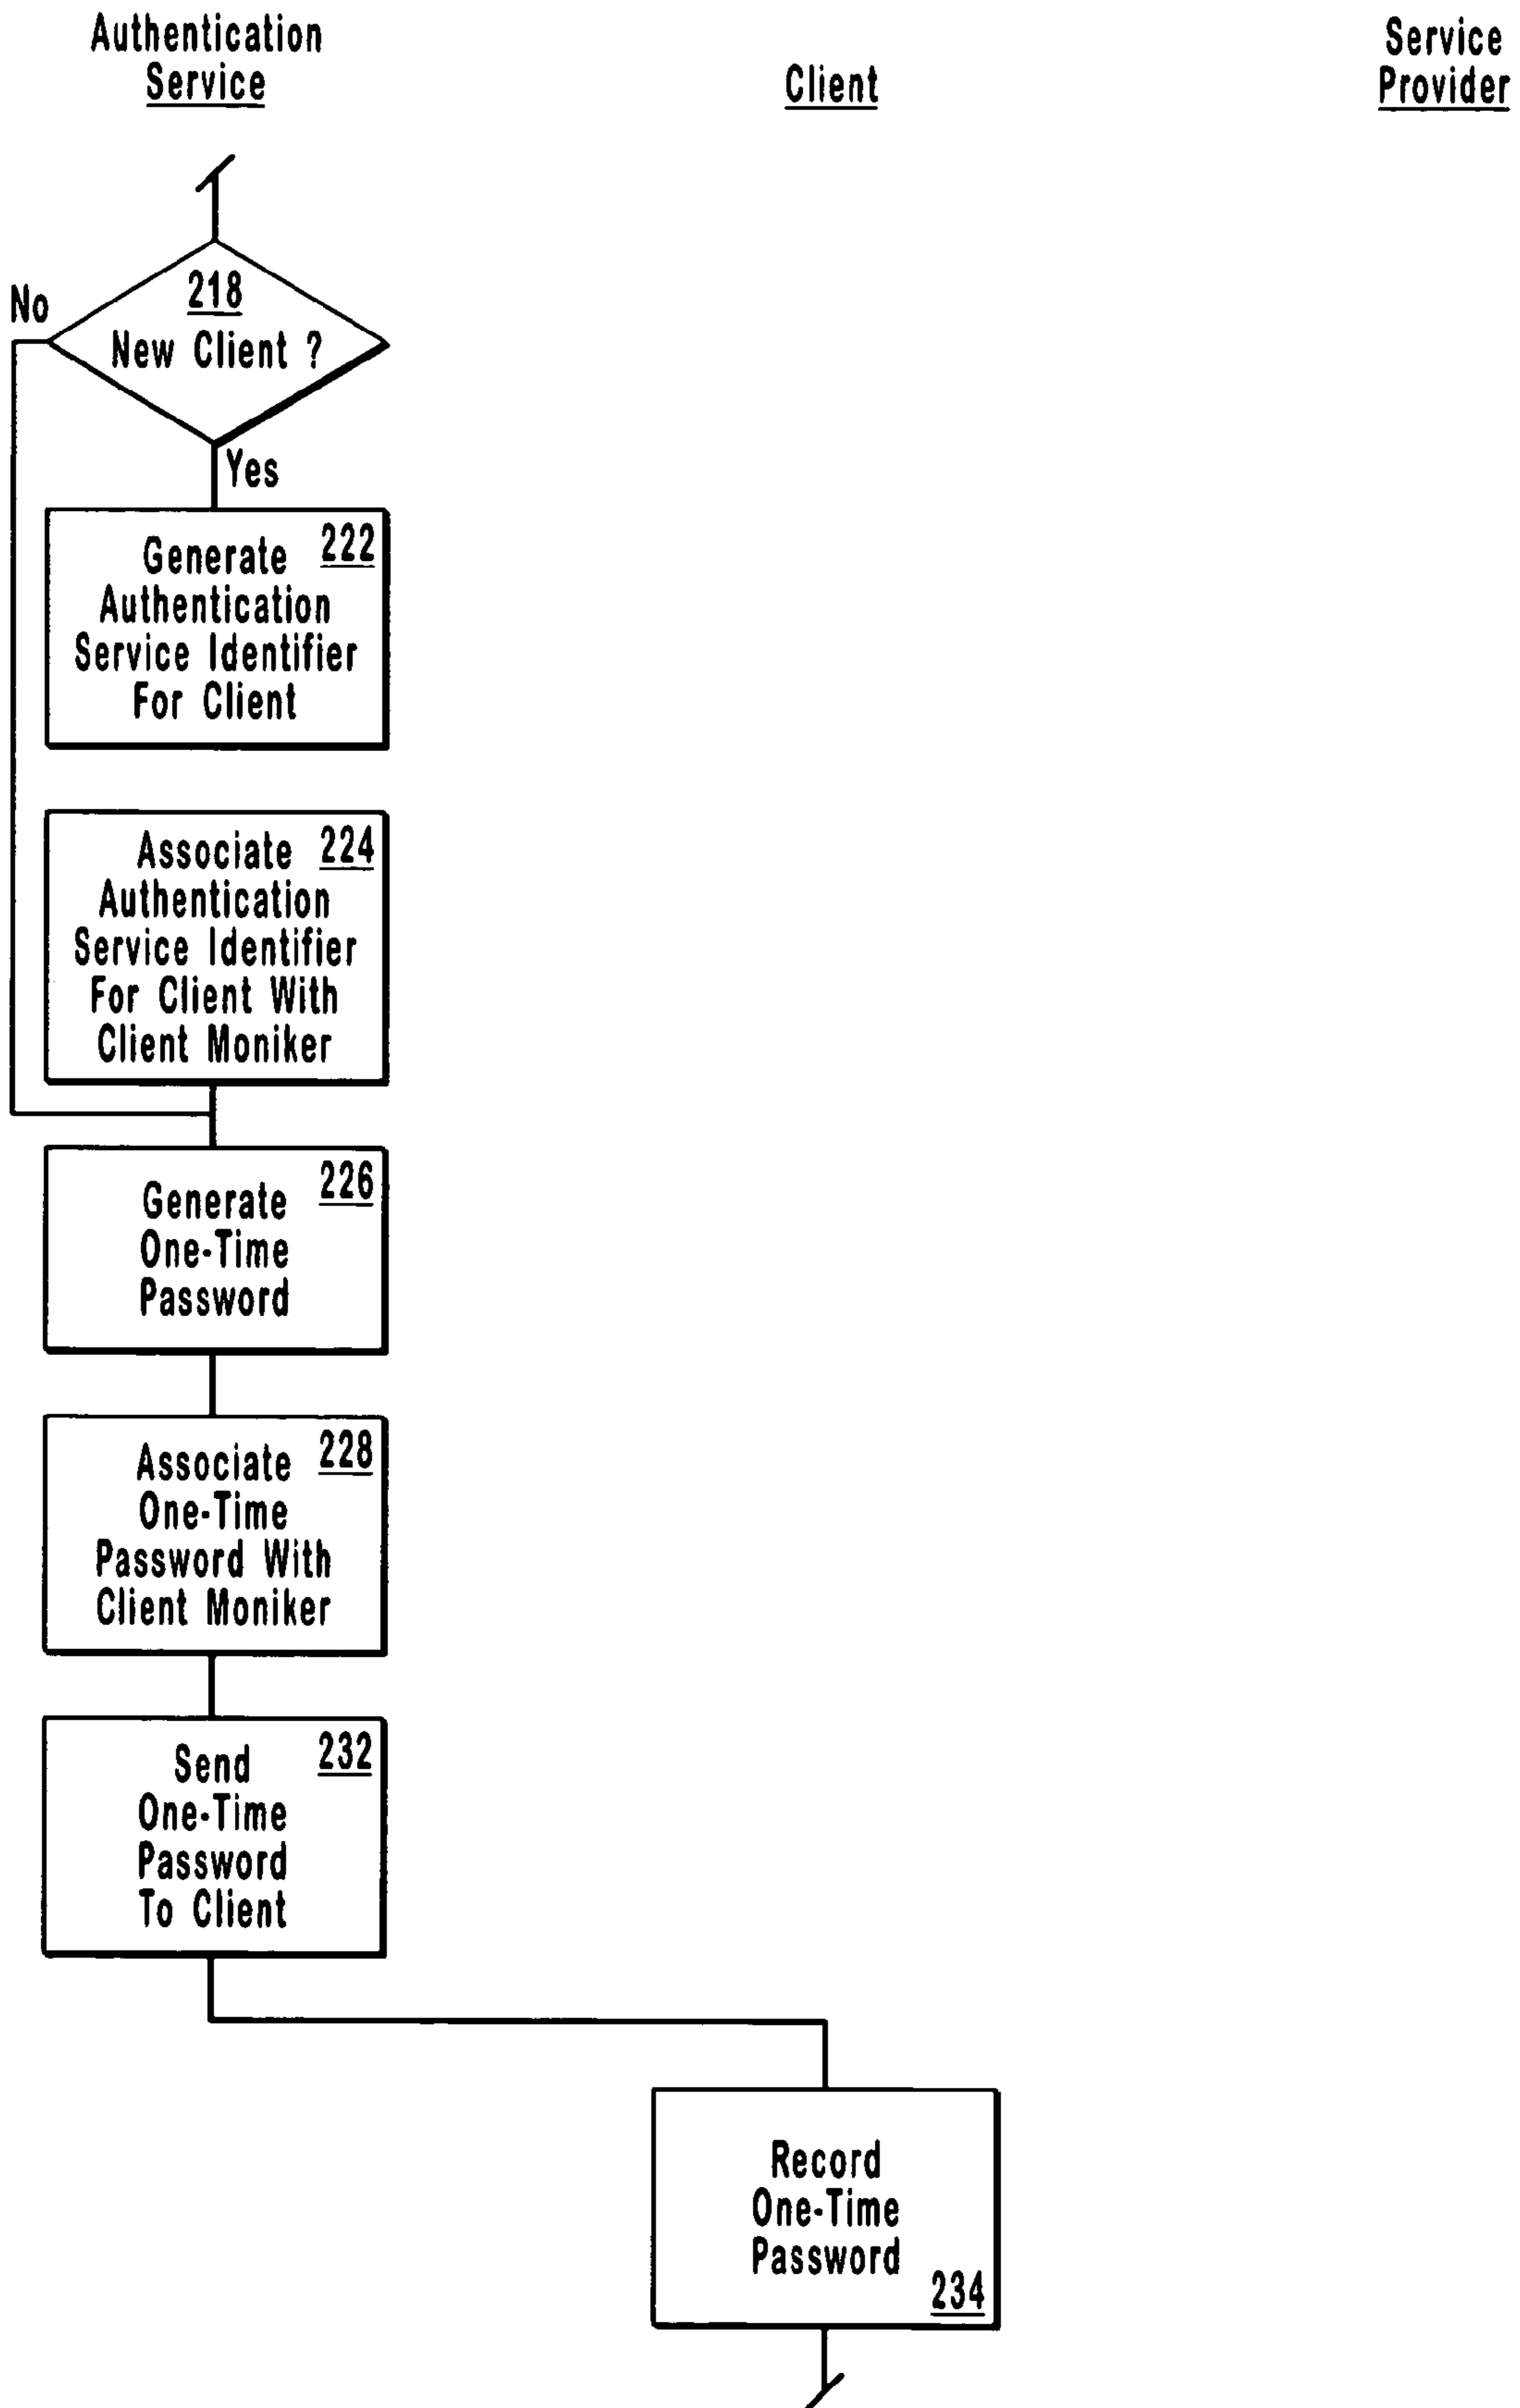 Authentication
Service
Client
Service
Provider
218
No
New Client ?
Yes
222
Generate
Authentication
Service Identifier
For Client
224
Associate
Authentication
Service Identifier
For Client With
Client Moniker
226
Generate
One-Time
Password
228
Associate
One-Time
Password With
Client Moniker
232
Send
One-Time
Password
To Client
Record
One-Time
Password
234